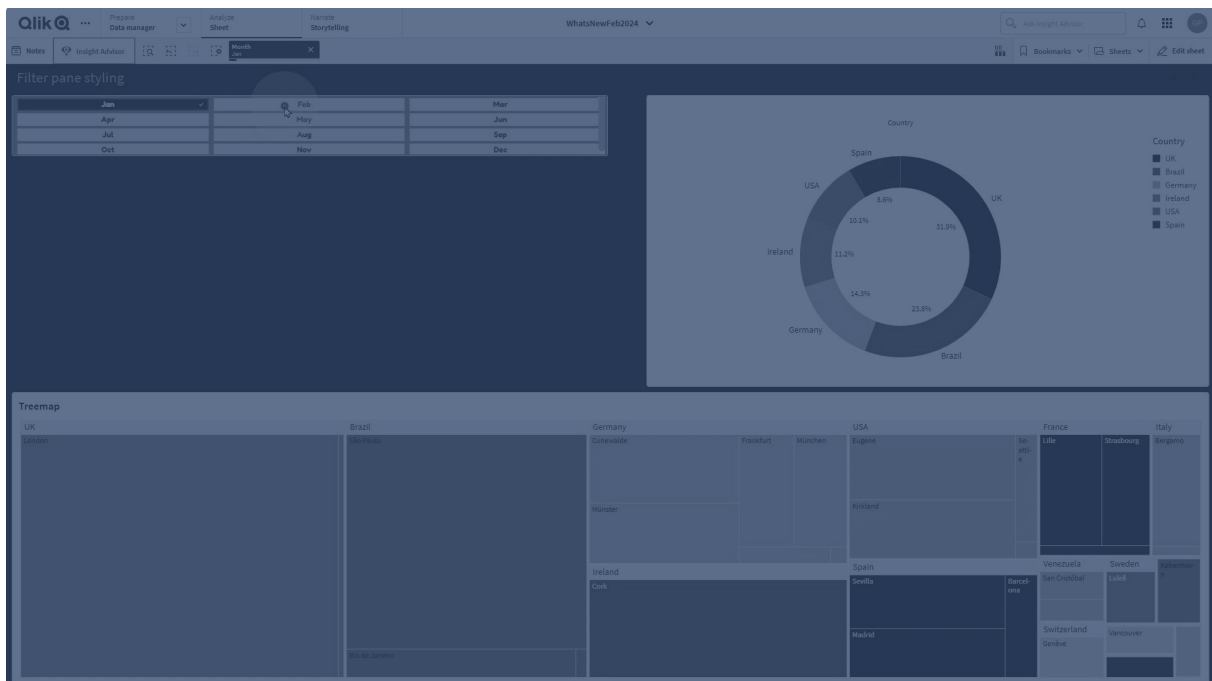 Qlik
Prepare
Data manager
Analyze
Sheet
Narrate
Storytelling
WhatsNewFeb2024
Ask Insight Advisor
Notes
Insight Advisor
Month
Jan
Bookmarks
Sheets
Edit sheet
Filter pane styling
Jan Feb Mar
Apr May Jun
Jul Aug Sep
Oct Nov Dec
Country
Country
UK
Brazil
Germany
Ireland
USA
Spain
Spain
USA
UK
8.6%
10.1%
31.9%
Ireland
11.2%
14.3%
23.8%
Germany
Brazil
Treemap
UK Brazil Germany USA France Italy
London São Paulo Cunewalde Frankfurt München Eugene Se-
attl-
e
Lille Strasbourg Bergamo
Münster Kirkland
Ireland Spain Venezuela Sweden
Cork Sevilla Barcel-
ona
San Cristóbal Luleå
Madrid Switzerland Vancouver
Genève
Rio de Janeiro